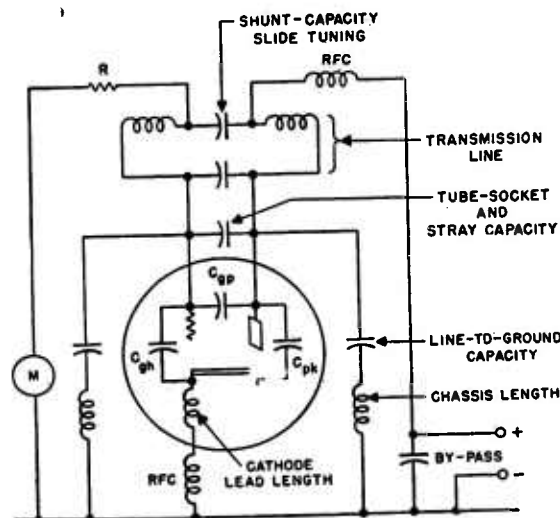 SHUNT-CAPACITY
SLIDE TUNING
RFC
R
TRANSMISSION
LINE
TUBE-SOCKET
AND
STRAY CAPACITY
Cgp
Cgh
Cpk
LINE-TO-GROUND
CAPACITY
M
CHASSIS LENGTH
+
CATHODE
LEAD LENGTH
BY-PASS
RFC
-